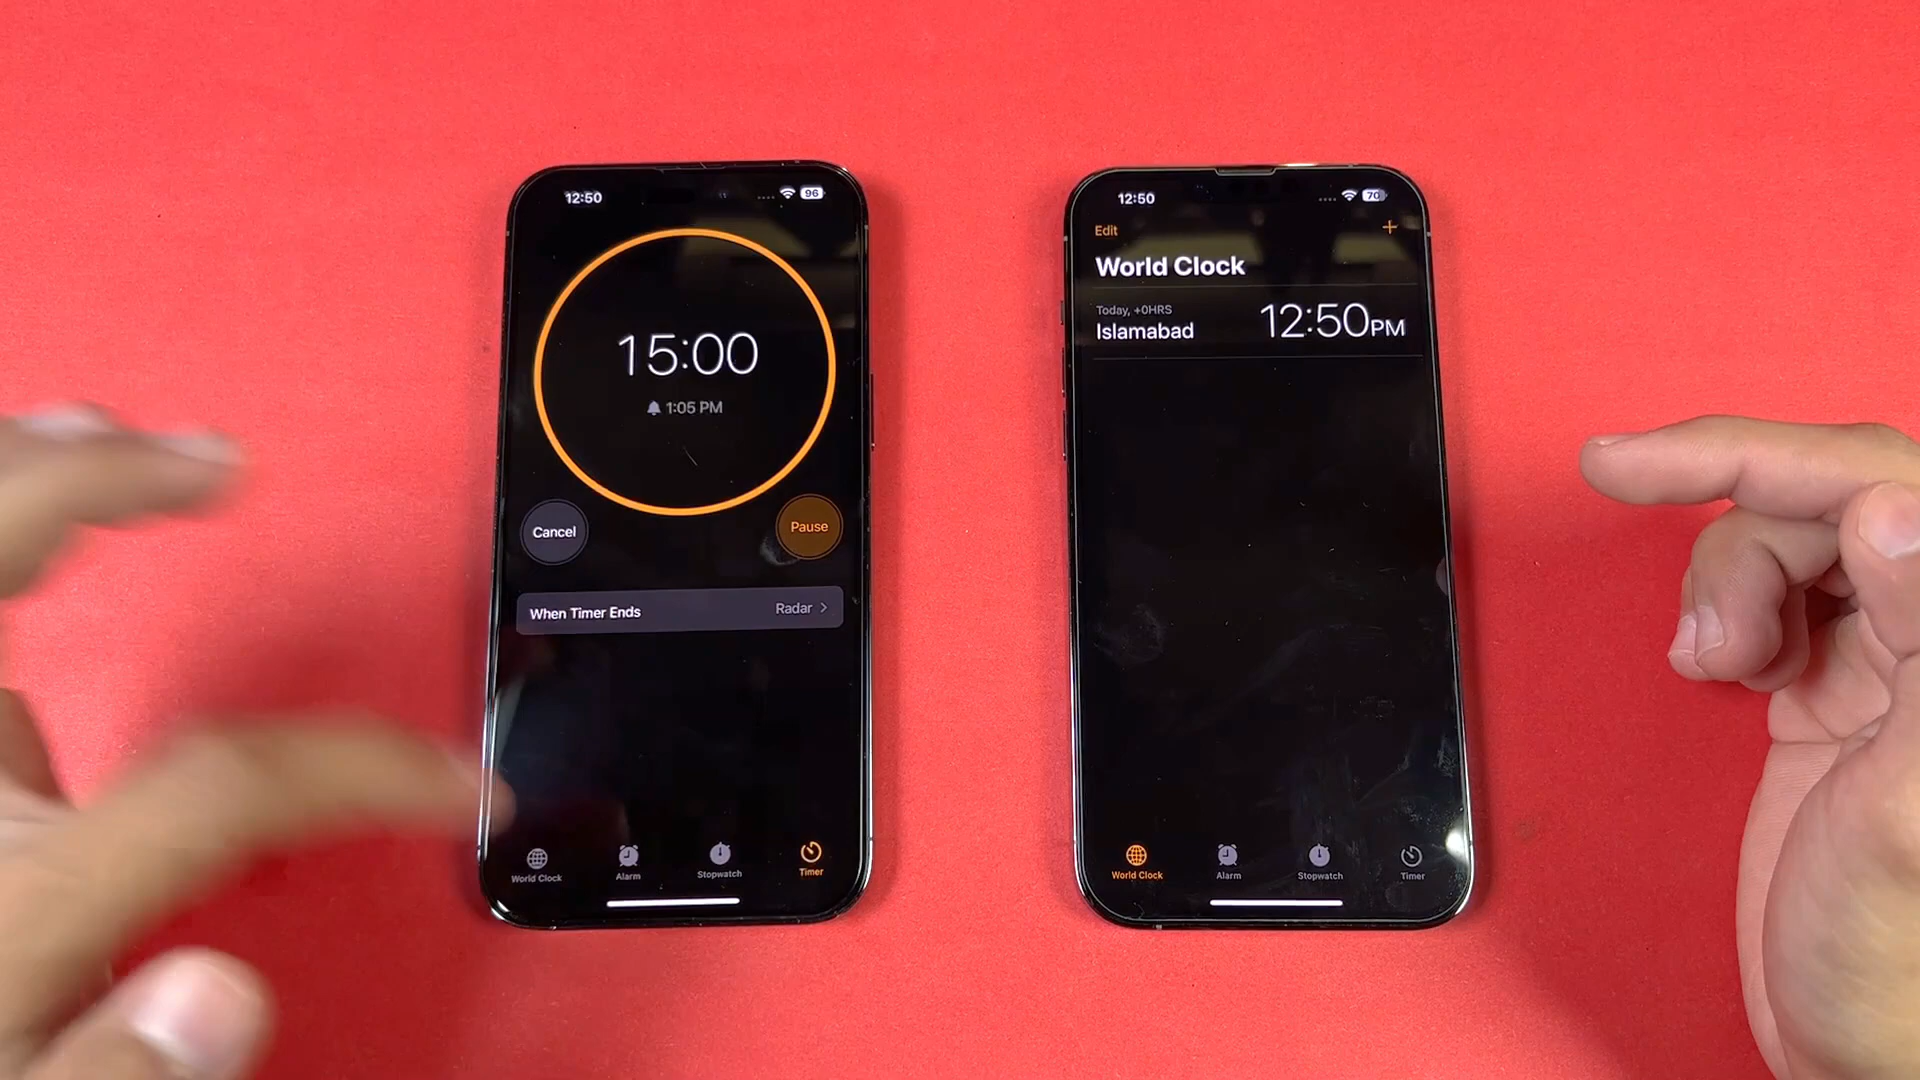 12:50
96
15:00
1:05 PM
Cancel
Pause
When Timer Ends
Radar
World Clock
Alarm
Stopwatch
Timer
12:50
70
Edit
World Clock
Today, +0HRS
Islamabad
12:50PM
World Clock
Alarm
Stopwatch
Timer